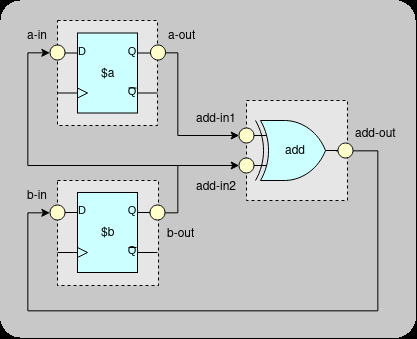 a-in
a-out
D
Q
$a
Q
add-in1
add-out
add
add-in2
b-in
D
Q
$b
b-out
Q